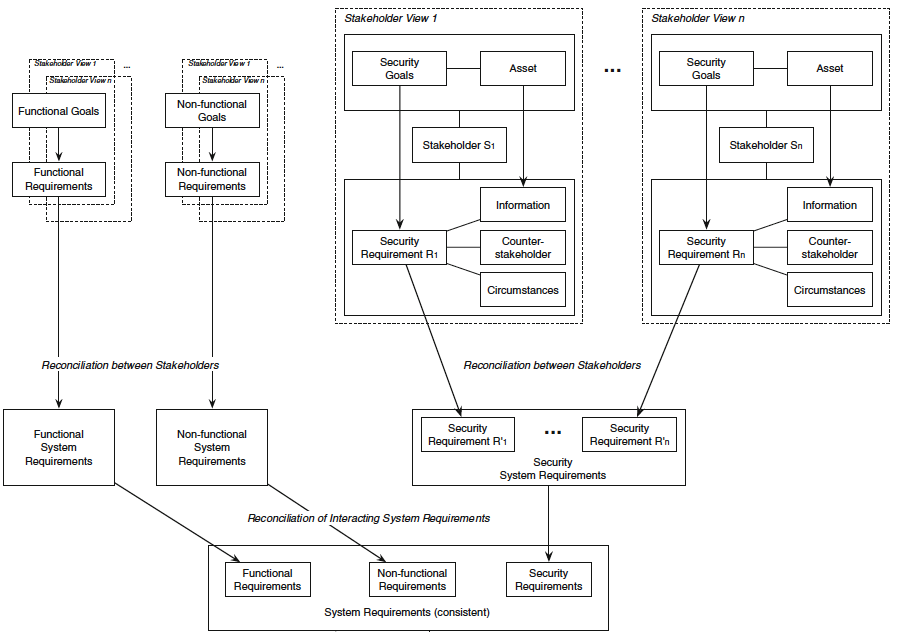 Stakeholder View 1
Security
Goals
Asset
Stakeholder S1
Information
Security
Requirement R1
Counter-
stakeholder
Circumstances
...
Stakeholder View n
Security
Goals
Asset
Stakeholder Sn
Information
Security
Requirement Rn
Counter-
stakeholder
Circumstances
Stakeholder View 1
...
Stakeholder View n
Functional Goals
Functional
Requirements
Stakeholder View 1
...
Stakeholder View n
Non-functional
Goals
Non-functional
Requirements
Reconciliation between Stakeholders
Reconciliation between Stakeholders
Functional
System
Requirements
Non-functional
System
Requirements
Security
Requirement R'1
...
Security
Requirement R'n
Security
System Requirements
Reconciliation of Interacting System Requirements
Functional
Requirements
Non-functional
Requirements
Security
Requirements
System Requirements (consistent)